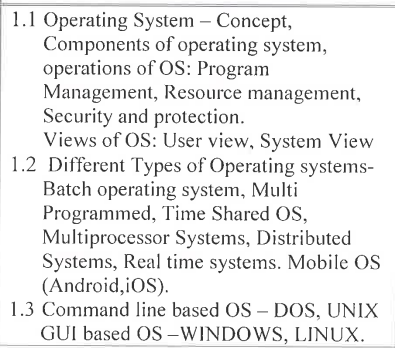 1.1 Operating System – Concept,
Components of operating system,
operations of OS: Program
Management, Resource management,
Security and protection.
Views of OS: User view, System View
1.2 Different Types of Operating systems-
Batch operating system, Multi
Programmed, Time Shared OS,
Multiprocessor Systems, Distributed
Systems, Real time systems. Mobile OS
(Android,iOS).
1.3 Command line based OS – DOS, UNIX
GUI based OS –WINDOWS, LINUX.